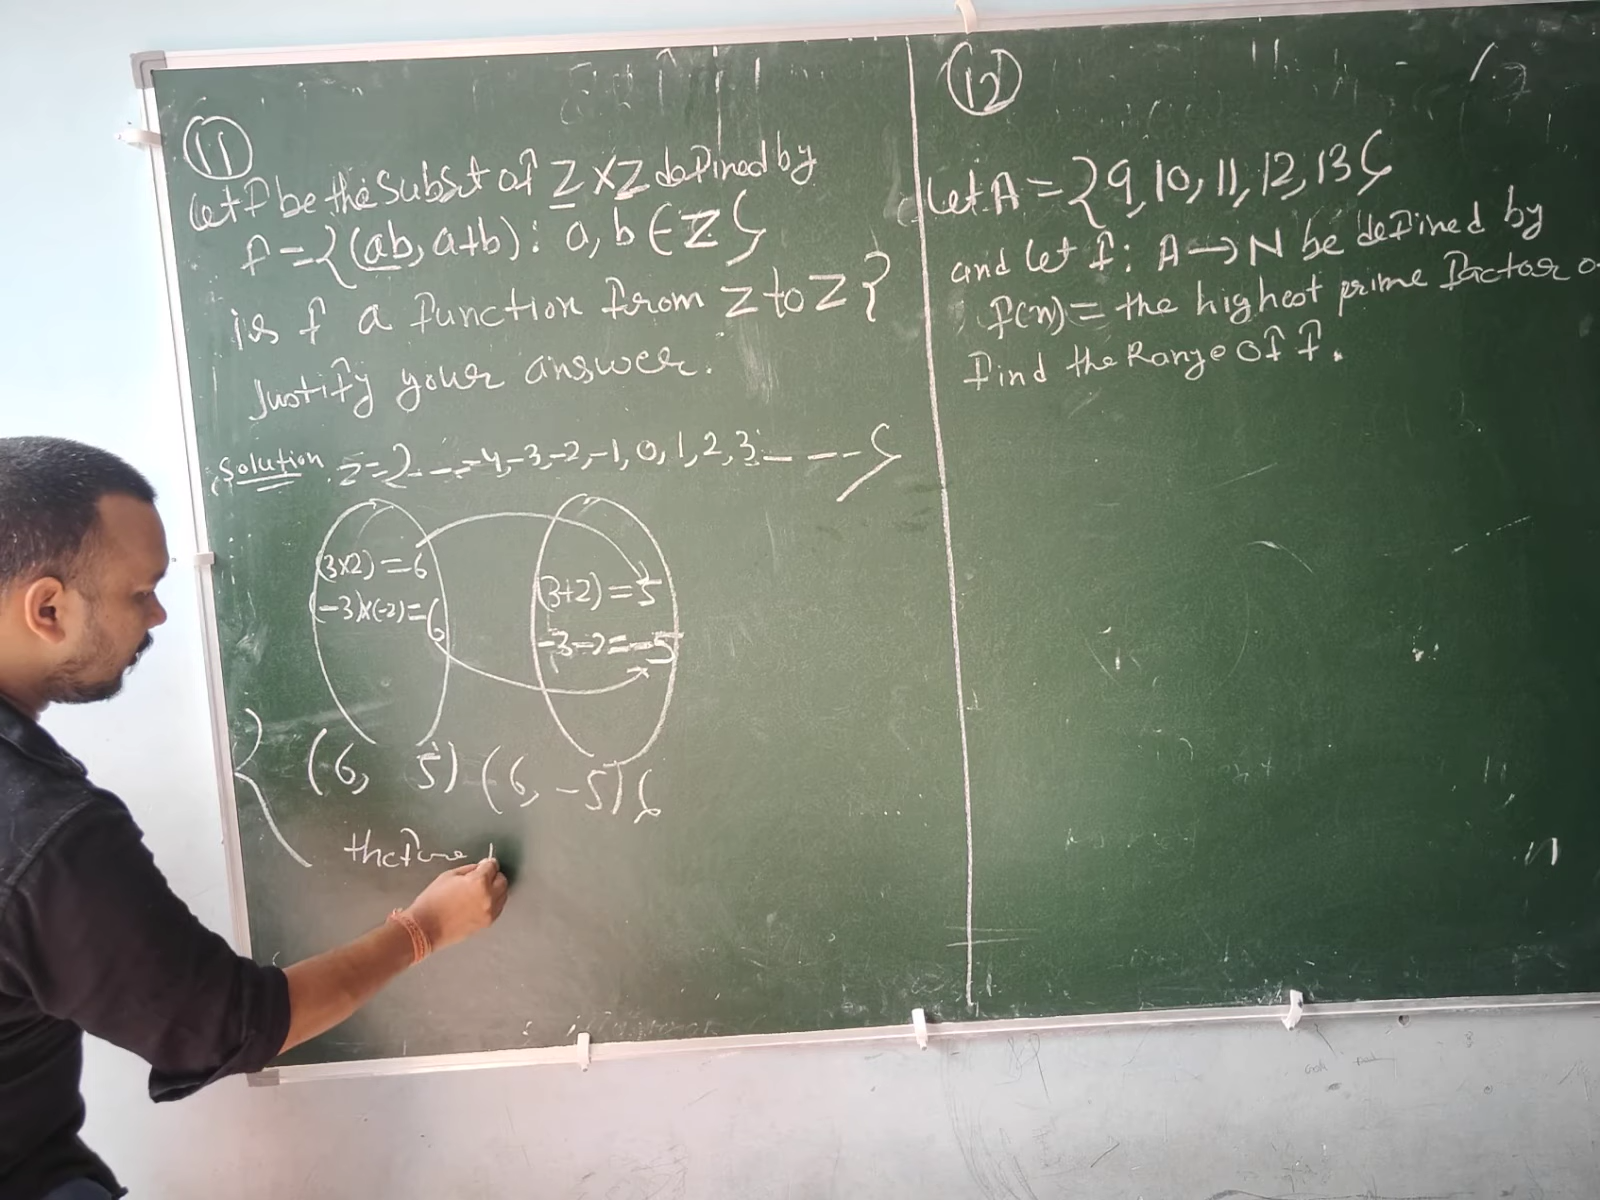 11
Let f be the Subset of Z×Z defined by
f = {(ab, a+b): a, b ∈ Z}
is f a function from Z to Z?
Justify your answer.
Solution. Z = { - - - -4, -3, -2, -1, 0, 1, 2, 3 - - - - }
(3×2) = 6
(-3)×(-2) = 6
(3+2) = 5
-3-2 = -5
{ (6, 5) (6, -5) }
12
Let A = {9, 10, 11, 12, 13}
and let f: A → N be defined by
f(n) = the highest prime factor o
find the Range of f.